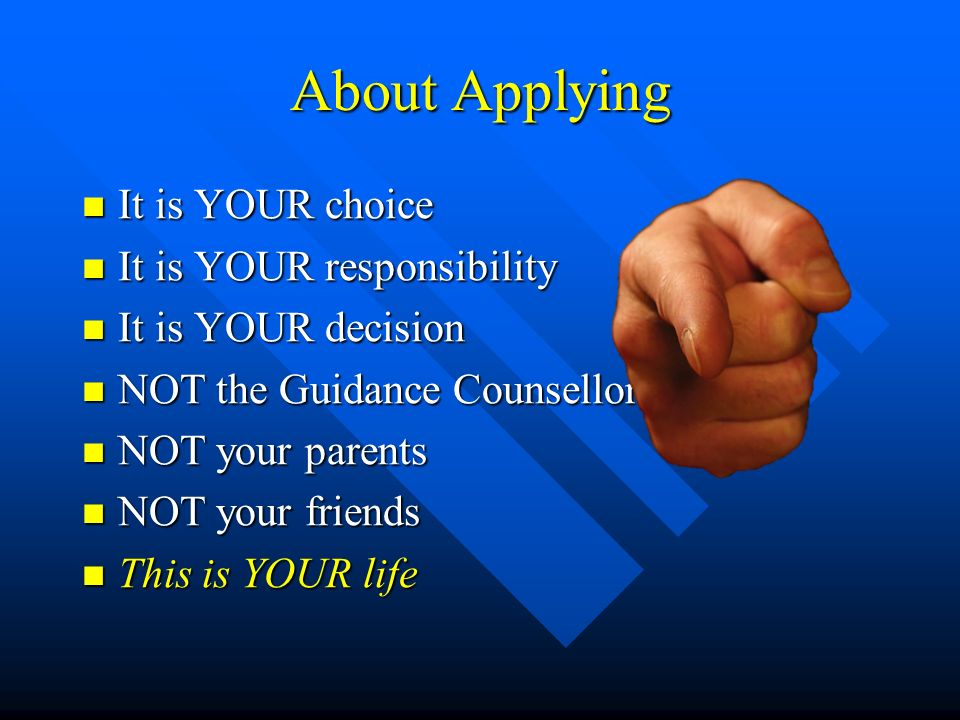 About Applying
It is YOUR choice
It is YOUR responsibility
It is YOUR decision
NOT the Guidance Counsellor
NOT your parents
NOT your friends
This is YOUR life